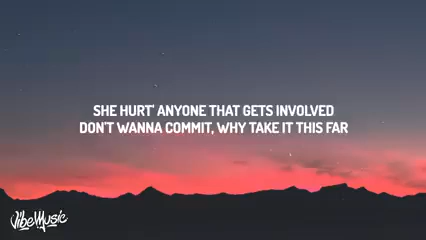 SHE HURT' ANYONE THAT GETS INVOLVED
DON'T WANNA COMMIT, WHY TAKE IT THIS FAR
VibeMusic